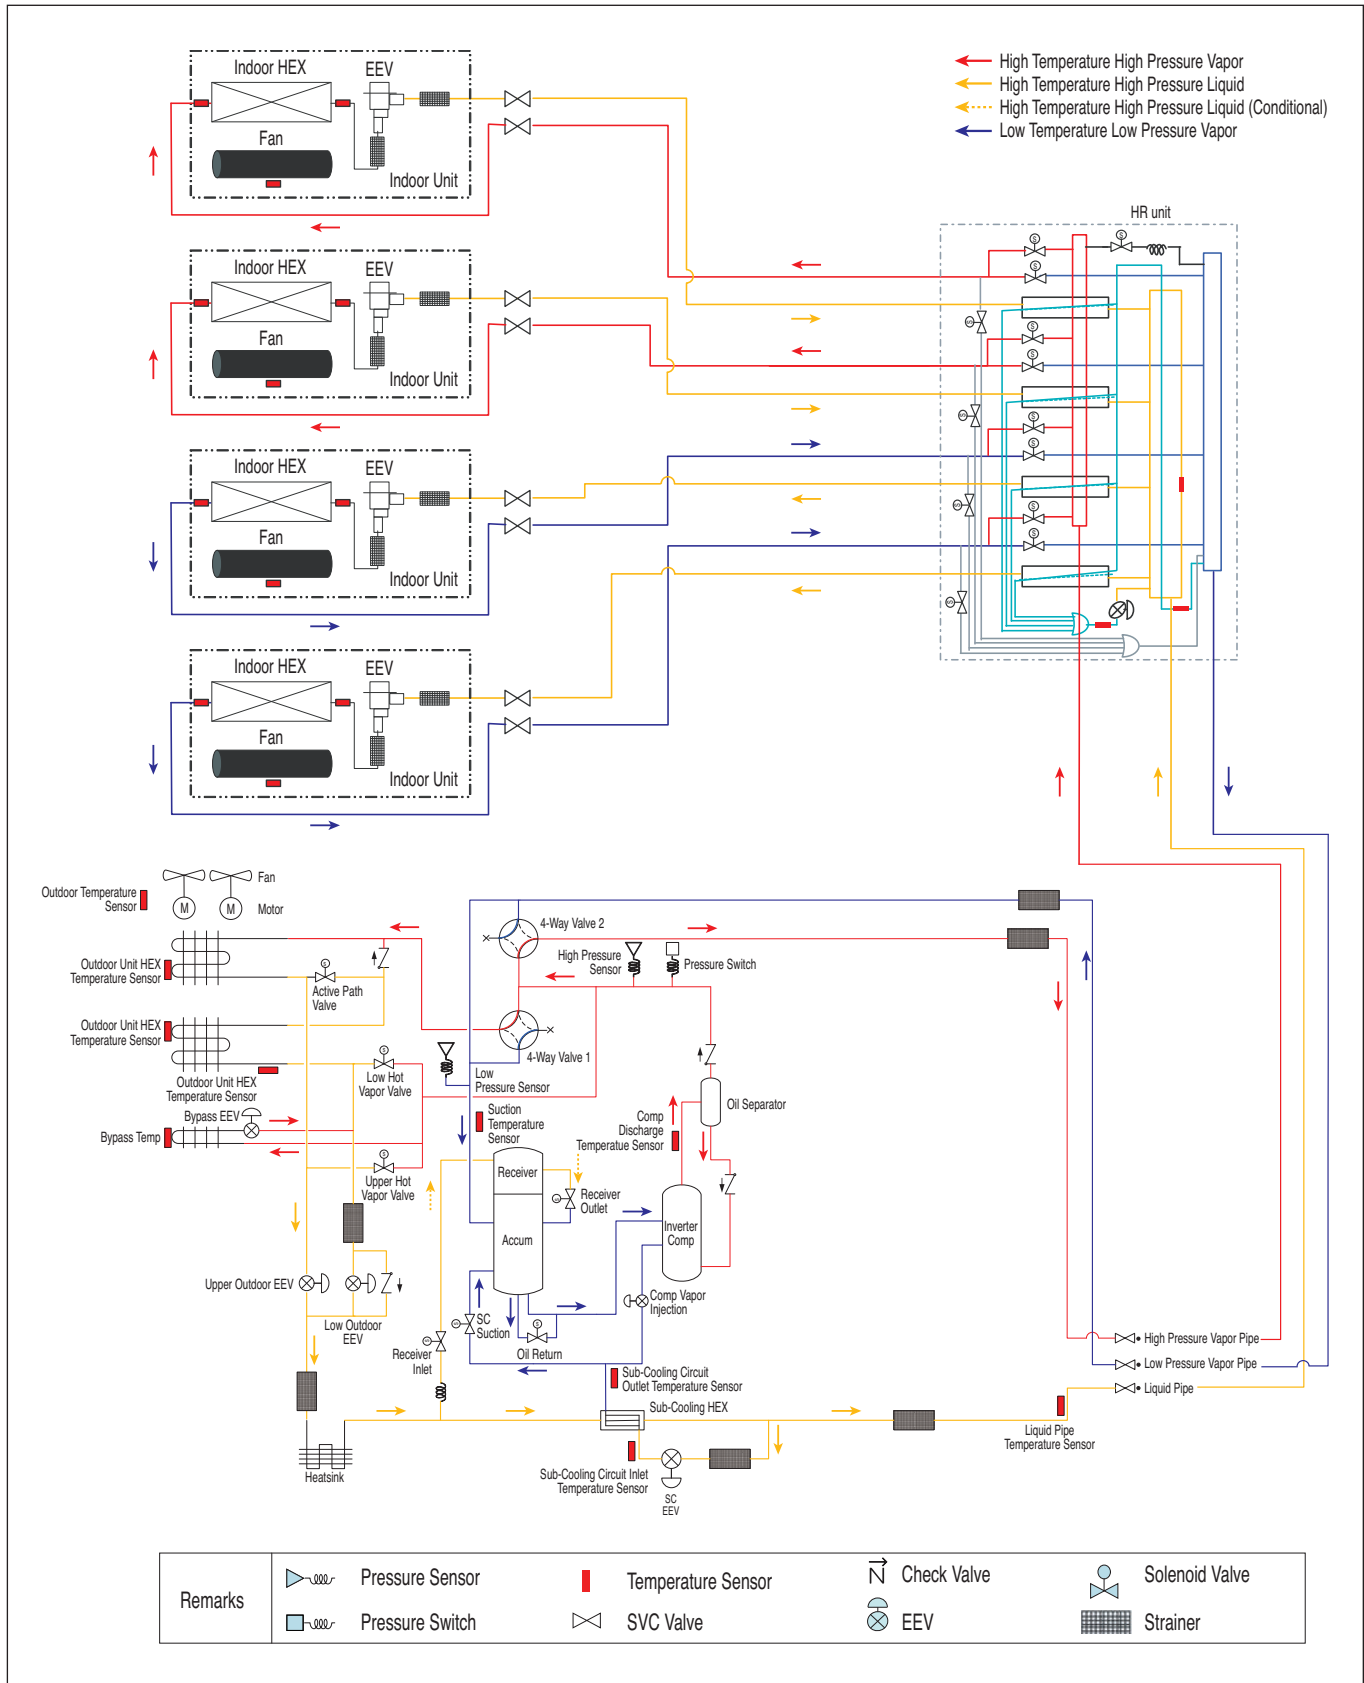 Indoor HEX
EEV
Fan
Indoor Unit
High Temperature High Pressure Vapor
High Temperature High Pressure Liquid
High Temperature High Pressure Liquid (Conditional)
Low Temperature Low Pressure Vapor
HR unit
S
S
Indoor HEX
EEV
Fan
Indoor Unit
S
S
S
Indoor HEX
EEV
Fan
Indoor Unit
S
S
S
S
S
S
Indoor HEX
EEV
Fan
Indoor Unit
S
Outdoor Temperature
Sensor
Fan
M
M
Motor
4-Way Valve 2
High Pressure
Sensor
Pressure Switch
Outdoor Unit HEX
Temperature Sensor
S
Active Path
Valve
Outdoor Unit HEX
Temperature Sensor
4-Way Valve 1
Outdoor Unit HEX
Temperature Sensor
S
Low Hot
Vapor Valve
Low
Pressure Sensor
Bypass EEV
Bypass Temp
Suction
Temperature
Sensor
Comp
Discharge
Temperatue Sensor
Oil Separator
S
Upper Hot
Vapor Valve
Receiver
S
Receiver
Outlet
Accum
Inverter
Comp
Upper Outdoor EEV
Low Outdoor
EEV
S
Receiver
Inlet
S
SC
Suction
S
Oil Return
Comp Vapor
Injection
High Pressure Vapor Pipe
Low Pressure Vapor Pipe
Liquid Pipe
Sub-Cooling Circuit
Outlet Temperature Sensor
Sub-Cooling HEX
Liquid Pipe
Temperature Sensor
Heatsink
Sub-Cooling Circuit Inlet
Temperature Sensor
SC
EEV
Remarks
Pressure Sensor
Temperature Sensor
Check Valve
Solenoid Valve
Pressure Switch
SVC Valve
EEV
Strainer